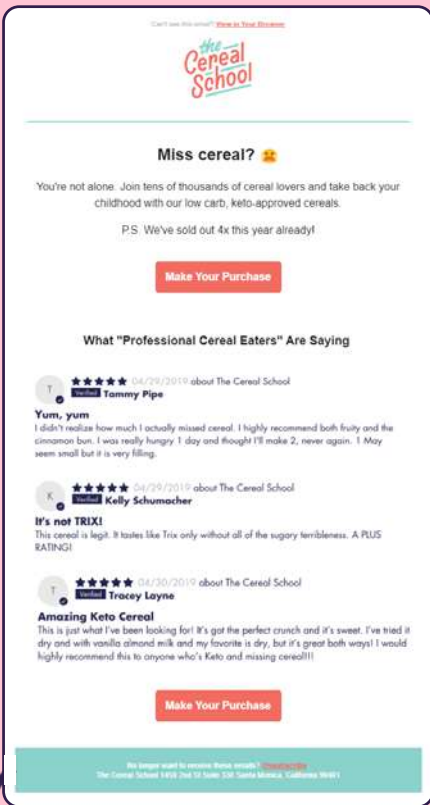 Can't see this email? View in Your Browser
the
Cereal
School
Miss cereal? 😫
You're not alone. Join tens of thousands of cereal lovers and take back your
childhood with our low carb, keto-approved cereals.
P.S. We've sold out 4x this year already!
Make Your Purchase
What "Professional Cereal Eaters" Are Saying
T ★★★★★ 04/29/2019 about The Cereal School
Verified Tammy Pipe
Yum, yum
I didn't realize how much I actually missed cereal. I highly recommend both fruity and the
cinnamon bun. I was really hungry 1 day and thought I'll make 2, never again. 1 May
seem small but it is very filling.
K ★★★★★ 04/29/2019 about The Cereal School
Verified Kelly Schumacher
It's not TRIX!
This cereal is legit. It tastes like Trix only without all of the sugary terribleness. A PLUS
RATING!
T ★★★★★ 04/30/2019 about The Cereal School
Verified Tracey Layne
Amazing Keto Cereal
This is just what I've been looking for! It's got the perfect crunch and it's sweet. I've tried it
dry and with vanilla almond milk and my favorite is dry, but it's great both ways! I would
highly recommend this to anyone who's Keto and missing cereal!!!
Make Your Purchase
No longer want to receive these emails? Unsubscribe
The Cereal School 1450 2nd St Suite Santa Monica, California 90401